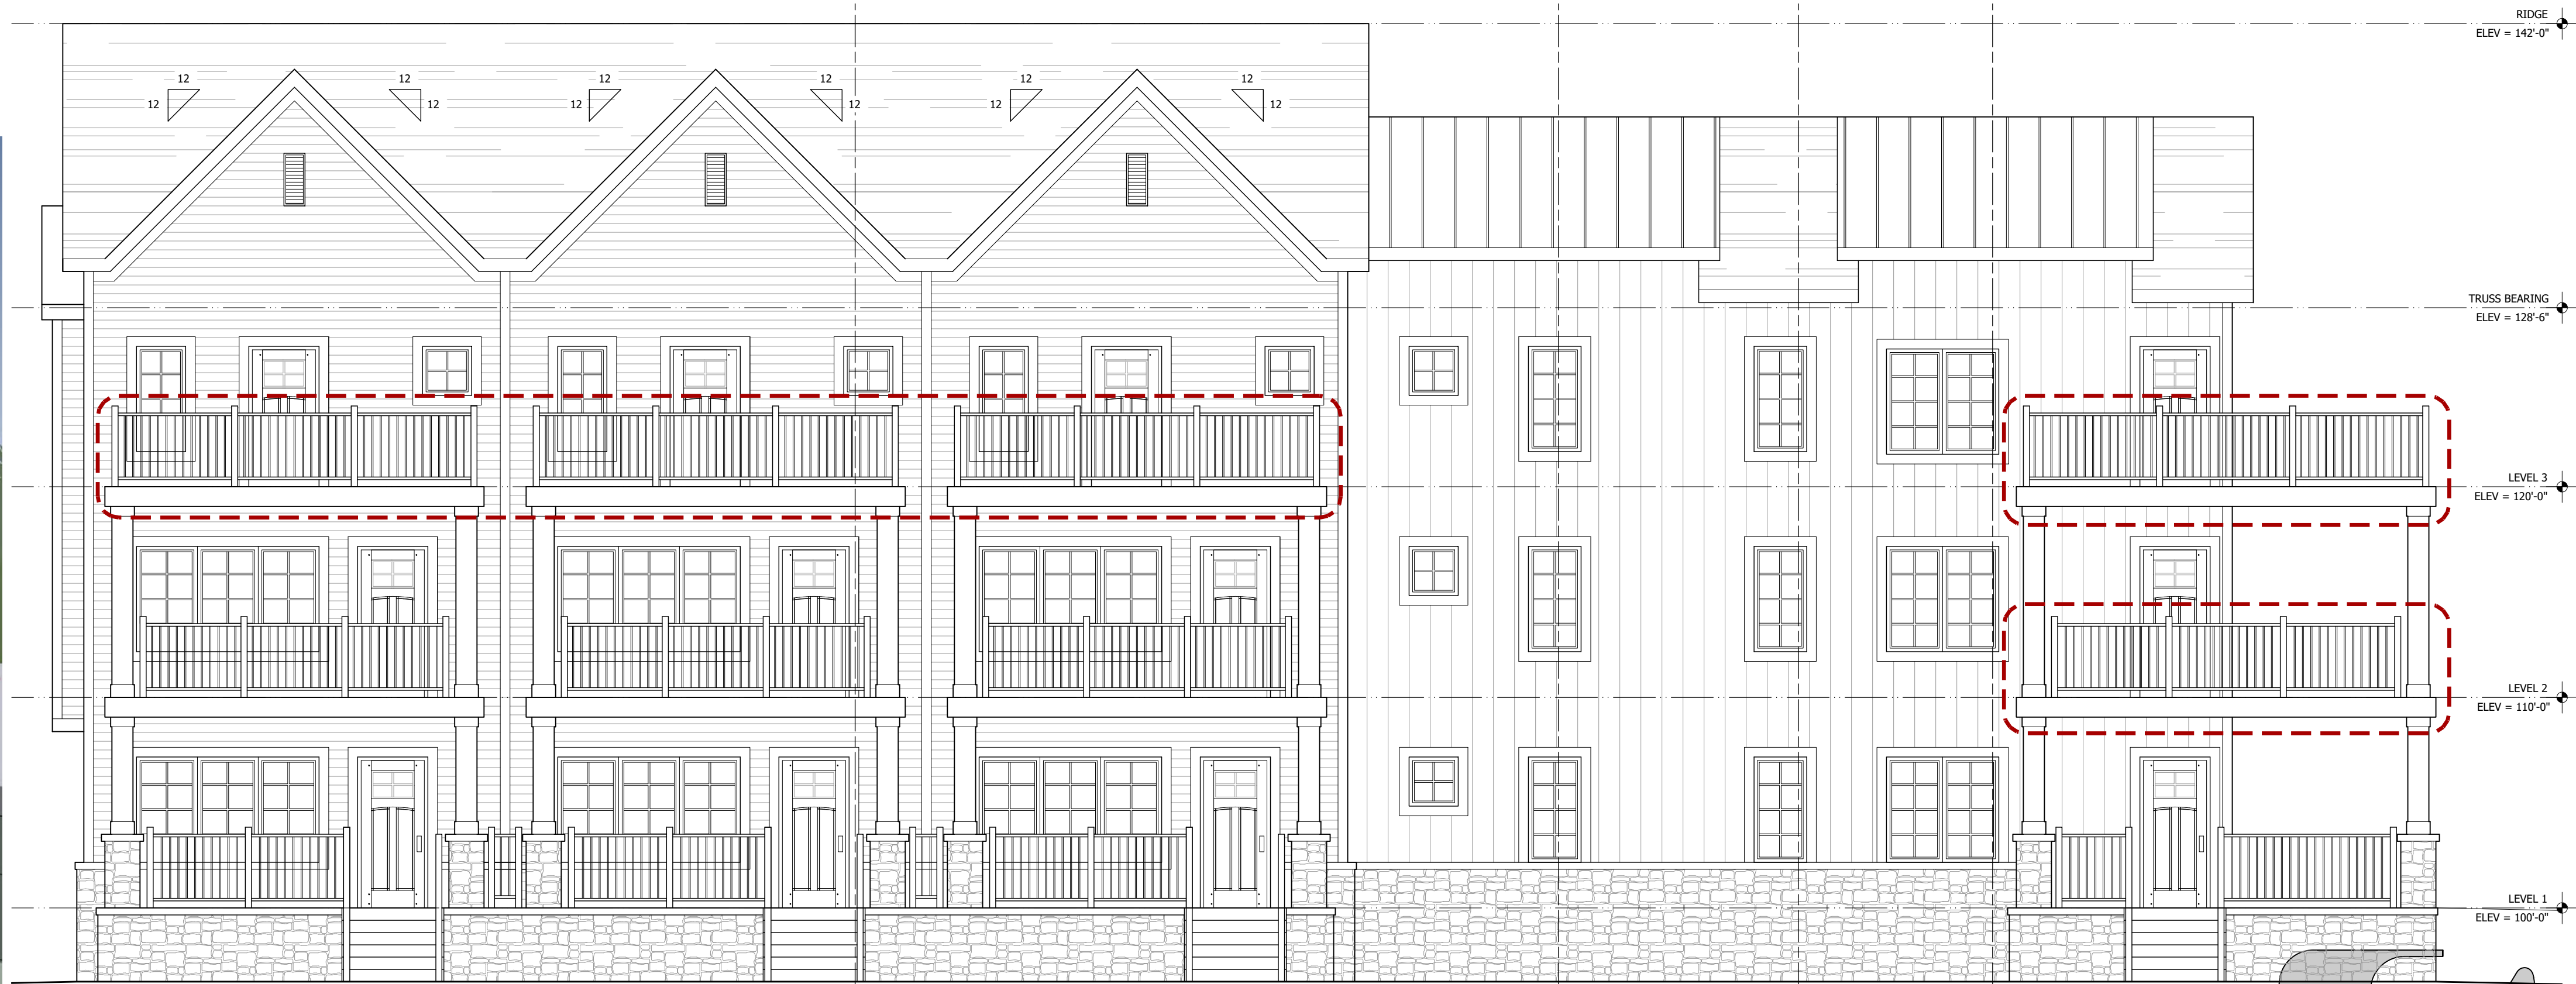 RIDGE
ELEV = 142'-0"
12 12 12 12 12 12
12 12 12 12 12 12
TRUSS BEARING
ELEV = 128'-6"
LEVEL 3
ELEV = 120'-0"
LEVEL 2
ELEV = 110'-0"
LEVEL 1
ELEV = 100'-0"